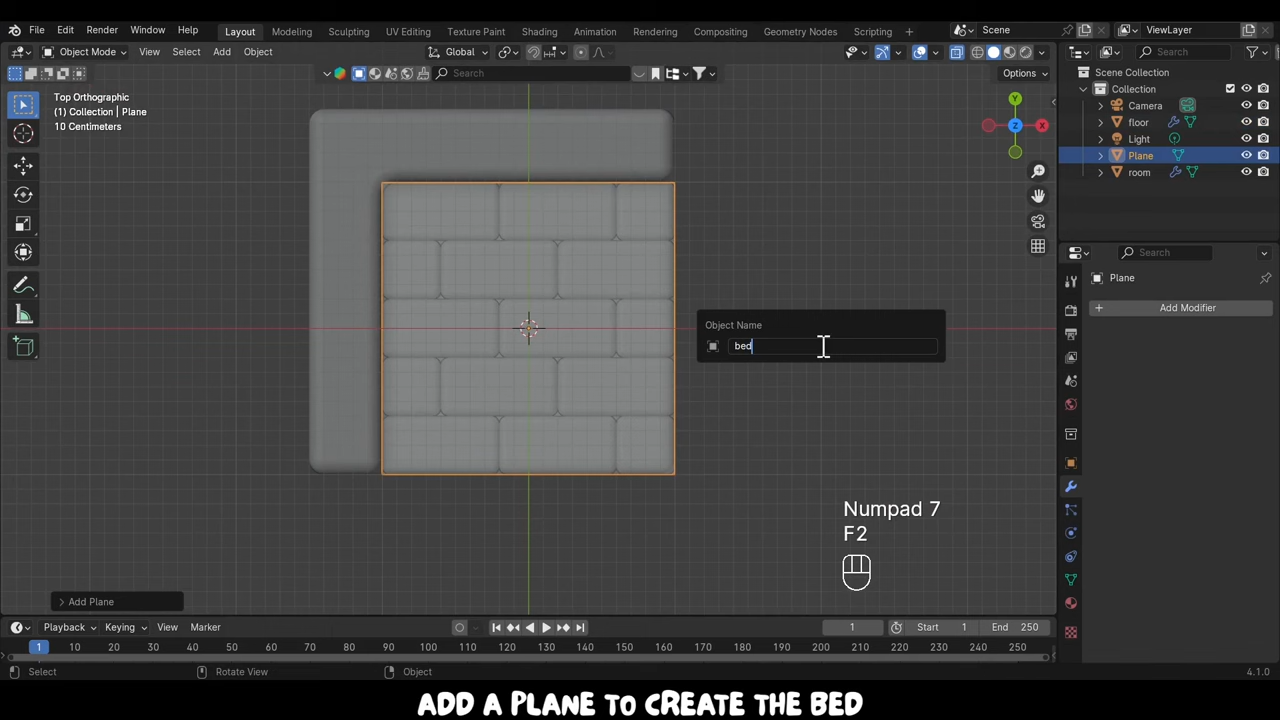 File Edit Render Window Help Layout Modeling Sculpting UV Editing Texture Paint Shading Animation Rendering Compositing Geometry Nodes Scripting + Scene ViewLayer
Object Mode View Select Add Object Global Search
Search Options
Top Orthographic
(1) Collection | Plane
10 Centimeters
Scene Collection
Collection
Camera
floor
Light
Plane
room
Y
X
Z
Search
Plane
+ Add Modifier
Object Name
bed
Numpad 7
F2
Add Plane
Playback Keying View Marker 1 Start 1 End 250
1 10 20 30 40 50 60 70 80 90 100 110 120 130 140 150 160 170 180 190 200 210 220 230 240 250
Select Rotate View Object 4.1.0
ADD A PLANE TO CREATE THE BED